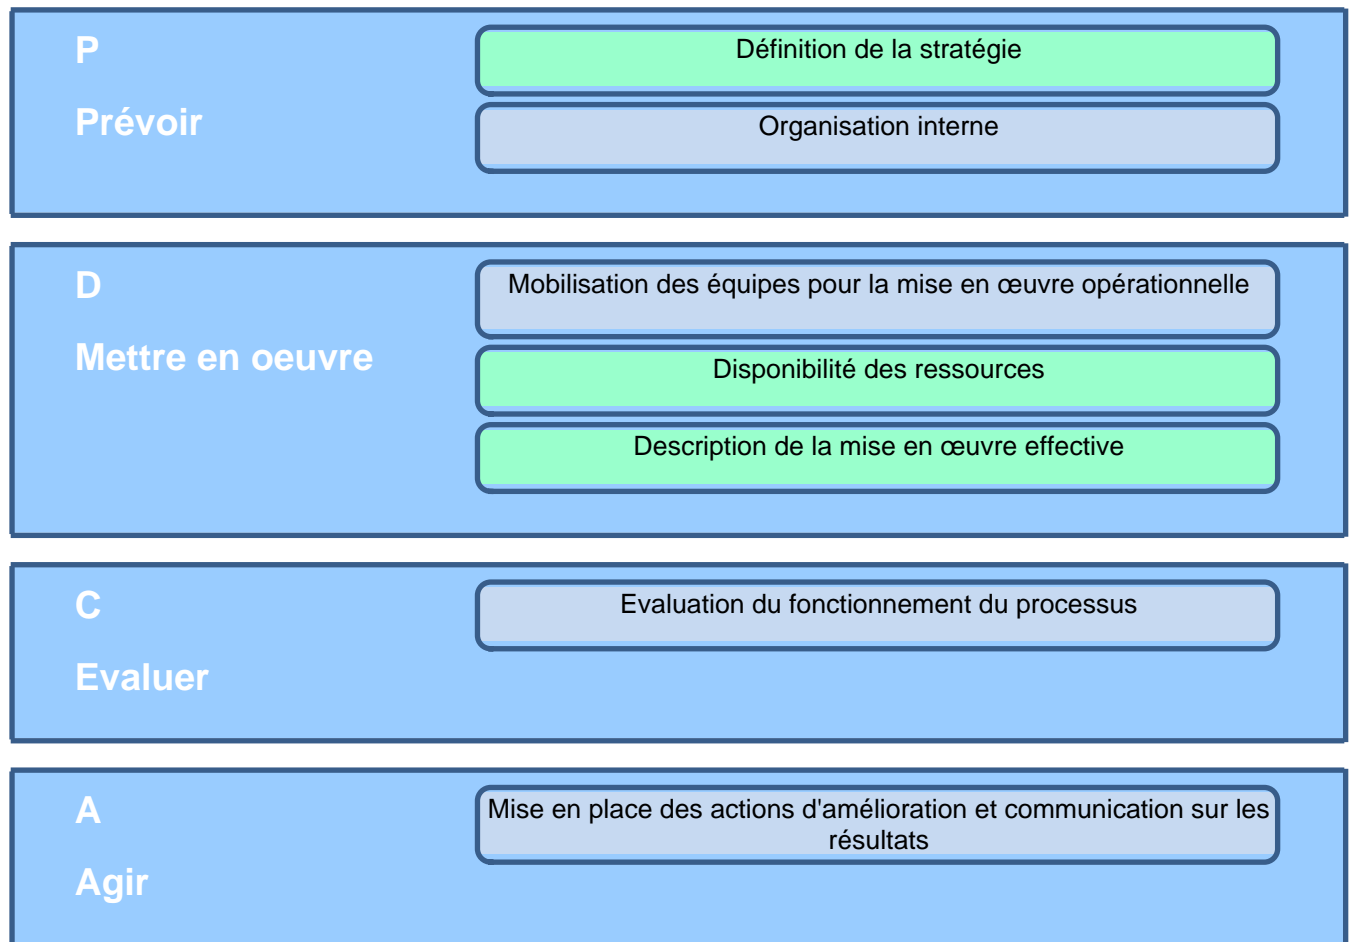 P
Prévoir
Définition de la stratégie
Organisation interne
D
Mettre en oeuvre
Mobilisation des équipes pour la mise en œuvre opérationnelle
Disponibilité des ressources
Description de la mise en œuvre effective
C
Evaluer
Evaluation du fonctionnement du processus
A
Agir
Mise en place des actions d'amélioration et communication sur les
résultats